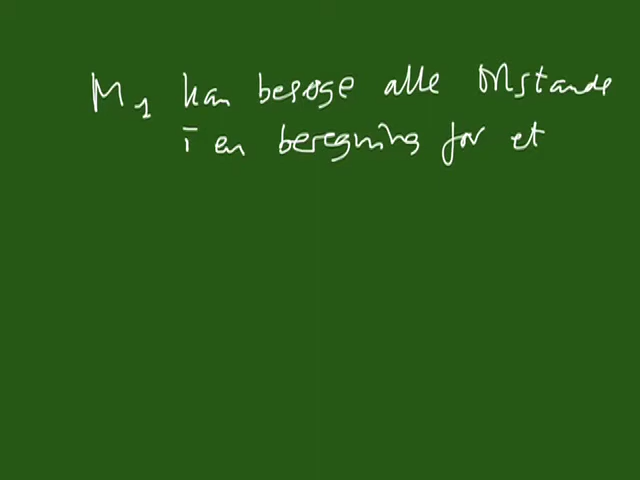 M₁ kan besøge alle tilstande
i en beregning for et